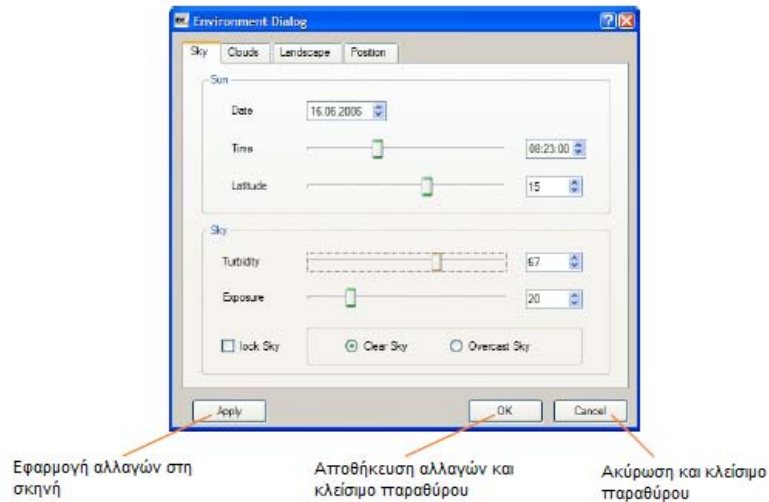 Environment Dialog
Sky Clouds Landscape Position
Sun
Date 16.06.2006
Time 08:23:00
Latitude 15
Sky
Turbidity 67
Exposure 20
lock Sky Clear Sky Overcast Sky
Apply OK Cancel
Εφαρμογή αλλαγών στη
σκηνή
Αποθήκευση αλλαγών και
κλείσιμο παραθύρου
Ακύρωση και κλείσιμο
παραθύρου